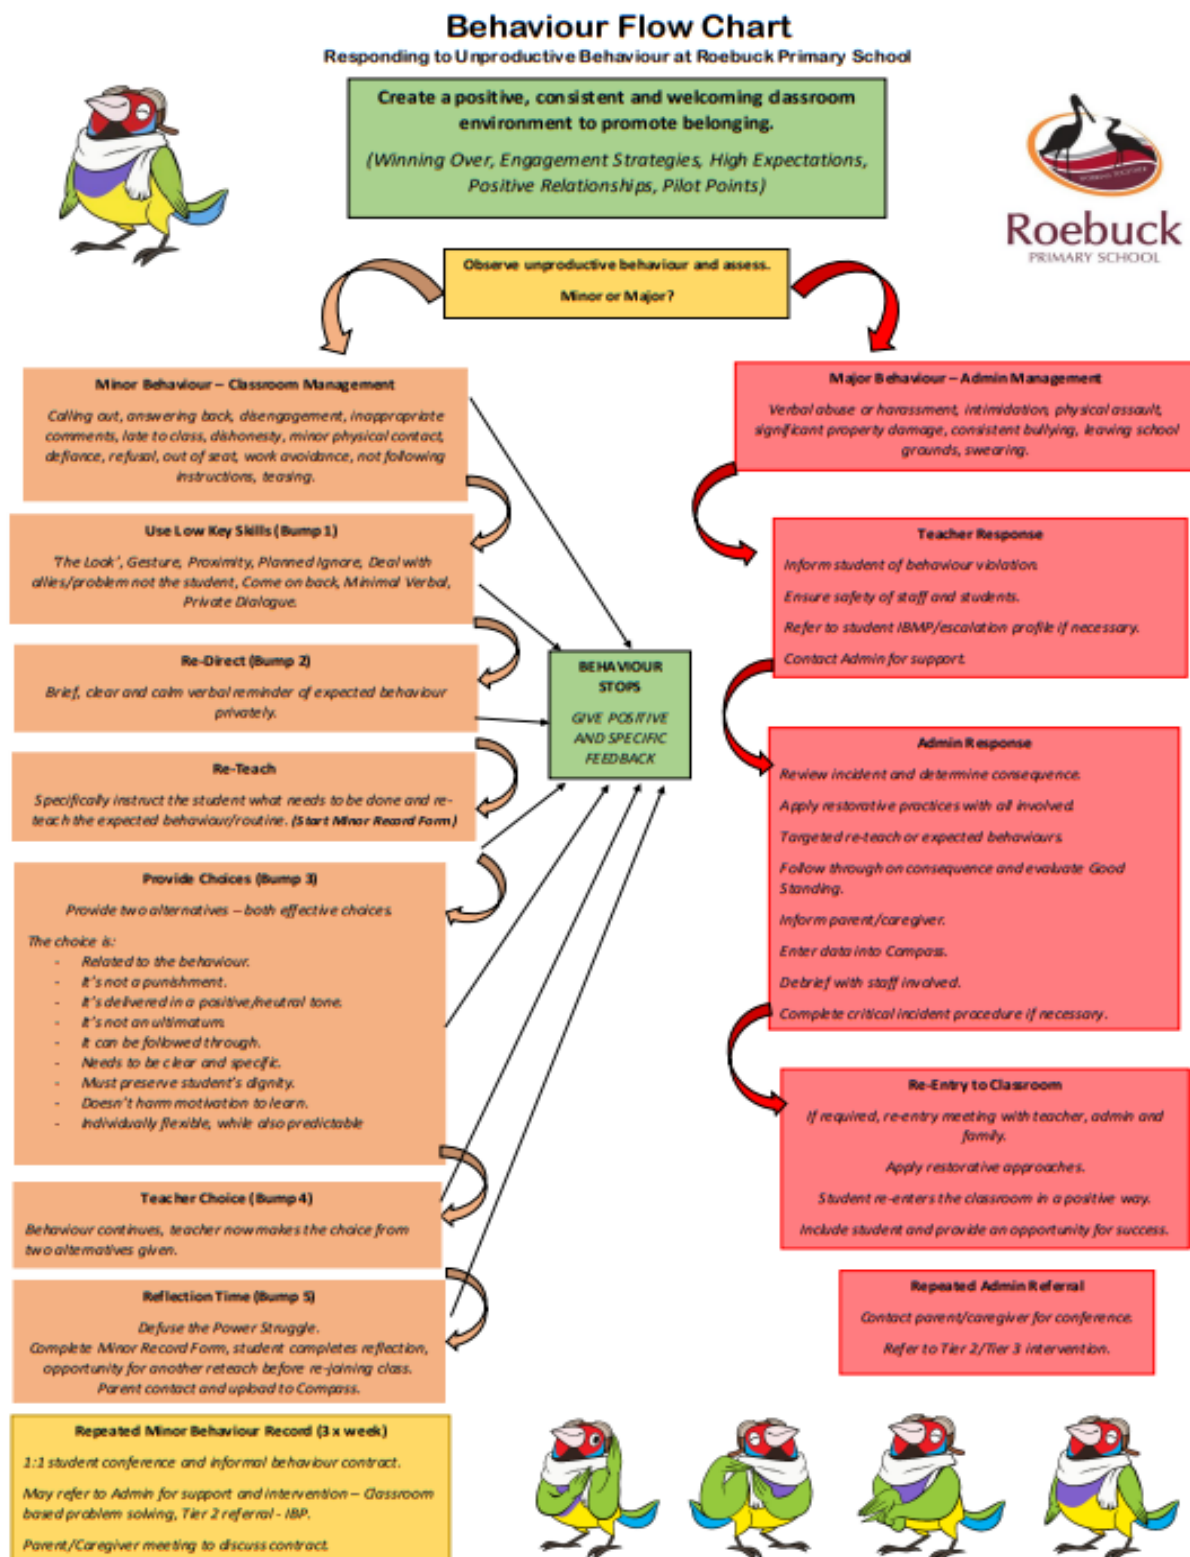 Behaviour Flow Chart
Responding to Unproductive Behaviour at Roebuck Primary School
Create a positive, consistent and welcoming classroom
environment to promote belonging.
(Winning Over, Engagement Strategies, High Expectations,
Positive Relationships, Pilot Points)
WORKING TOGETHER
Roebuck
PRIMARY SCHOOL
Observe unproductive behaviour and assess.
Minor or Major?
Minor Behaviour – Classroom Management
Calling out, answering back, disengagement, inappropriate
comments, late to class, dishonesty, minor physical contact,
defiance, refusal, out of seat, work avoidance, not following
instructions, teasing.
Use Low Key Skills (Bump 1)
'The Look', Gesture, Proximity, Planned Ignore, Deal with
allies/problem not the student, Come on back, Minimal Verbal,
Private Dialogue.
Re-Direct (Bump 2)
Brief, clear and calm verbal reminder of expected behaviour
privately.
Re-Teach
Specifically instruct the student what needs to be done and re-
teach the expected behaviour/routine. (Start Minor Record Form)
Provide Choices (Bump 3)
Provide two alternatives – both effective choices.
The choice is:
- Related to the behaviour.
- It's not a punishment.
- It's delivered in a positive/neutral tone.
- It's not an ultimatum.
- It can be followed through.
- Needs to be clear and specific.
- Must preserve student's dignity.
- Doesn't harm motivation to learn.
- Individually flexible, while also predictable
Teacher Choice (Bump 4)
Behaviour continues, teacher now makes the choice from
two alternatives given.
Reflection Time (Bump 5)
Defuse the Power Struggle.
Complete Minor Record Form, student completes reflection,
opportunity for another reteach before re-joining class.
Parent contact and upload to Compass.
Repeated Minor Behaviour Record (3 x week)
1:1 student conference and informal behaviour contract.
May refer to Admin for support and intervention – Classroom
based problem solving, Tier 2 referral - IBP.
Parent/Caregiver meeting to discuss contract.
BEHAVIOUR
STOPS
GIVE POSITIVE
AND SPECIFIC
FEEDBACK
Major Behaviour – Admin Management
Verbal abuse or harassment, intimidation, physical assault,
significant property damage, consistent bullying, leaving school
grounds, swearing.
Teacher Response
Inform student of behaviour violation.
Ensure safety of staff and students.
Refer to student IBMP/escalation profile if necessary.
Contact Admin for support.
Admin Response
Review incident and determine consequence.
Apply restorative practices with all involved.
Targeted re-teach or expected behaviours.
Follow through on consequence and evaluate Good
Standing.
Inform parent/caregiver.
Enter data into Compass.
Debrief with staff involved.
Complete critical incident procedure if necessary.
Re-Entry to Classroom
If required, re-entry meeting with teacher, admin and
family.
Apply restorative approaches.
Student re-enters the classroom in a positive way.
Include student and provide an opportunity for success.
Repeated Admin Referral
Contact parent/caregiver for conference.
Refer to Tier 2/Tier 3 intervention.